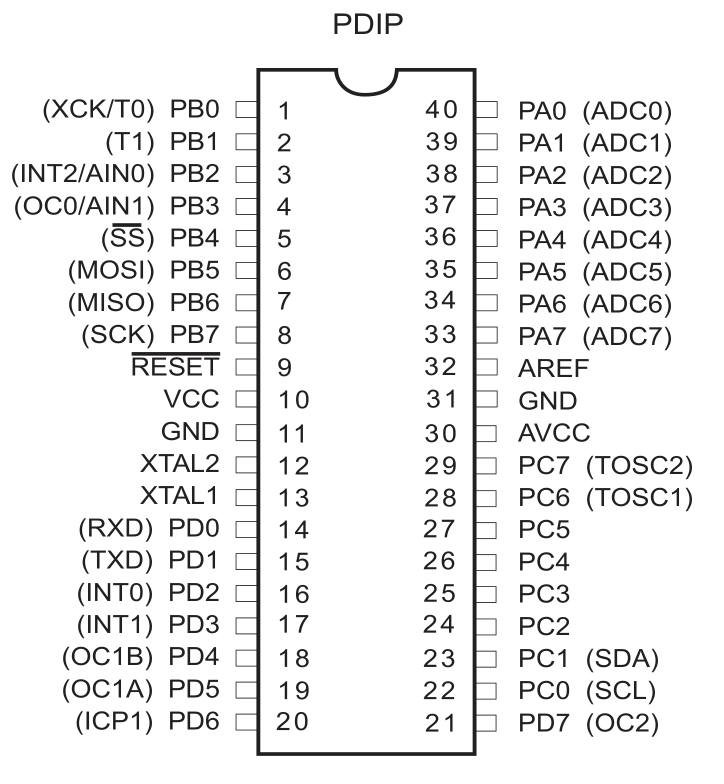 PDIP
(XCK/T0) PB0 1 40 PA0 (ADC0)
(T1) PB1 2 39 PA1 (ADC1)
(INT2/AIN0) PB2 3 38 PA2 (ADC2)
(OC0/AIN1) PB3 4 37 PA3 (ADC3)
(S̅S̅) PB4 5 36 PA4 (ADC4)
(MOSI) PB5 6 35 PA5 (ADC5)
(MISO) PB6 7 34 PA6 (ADC6)
(SCK) PB7 8 33 PA7 (ADC7)
R̅E̅S̅E̅T̅ 9 32 AREF
VCC 10 31 GND
GND 11 30 AVCC
XTAL2 12 29 PC7 (TOSC2)
XTAL1 13 28 PC6 (TOSC1)
(RXD) PD0 14 27 PC5
(TXD) PD1 15 26 PC4
(INT0) PD2 16 25 PC3
(INT1) PD3 17 24 PC2
(OC1B) PD4 18 23 PC1 (SDA)
(OC1A) PD5 19 22 PC0 (SCL)
(ICP1) PD6 20 21 PD7 (OC2)